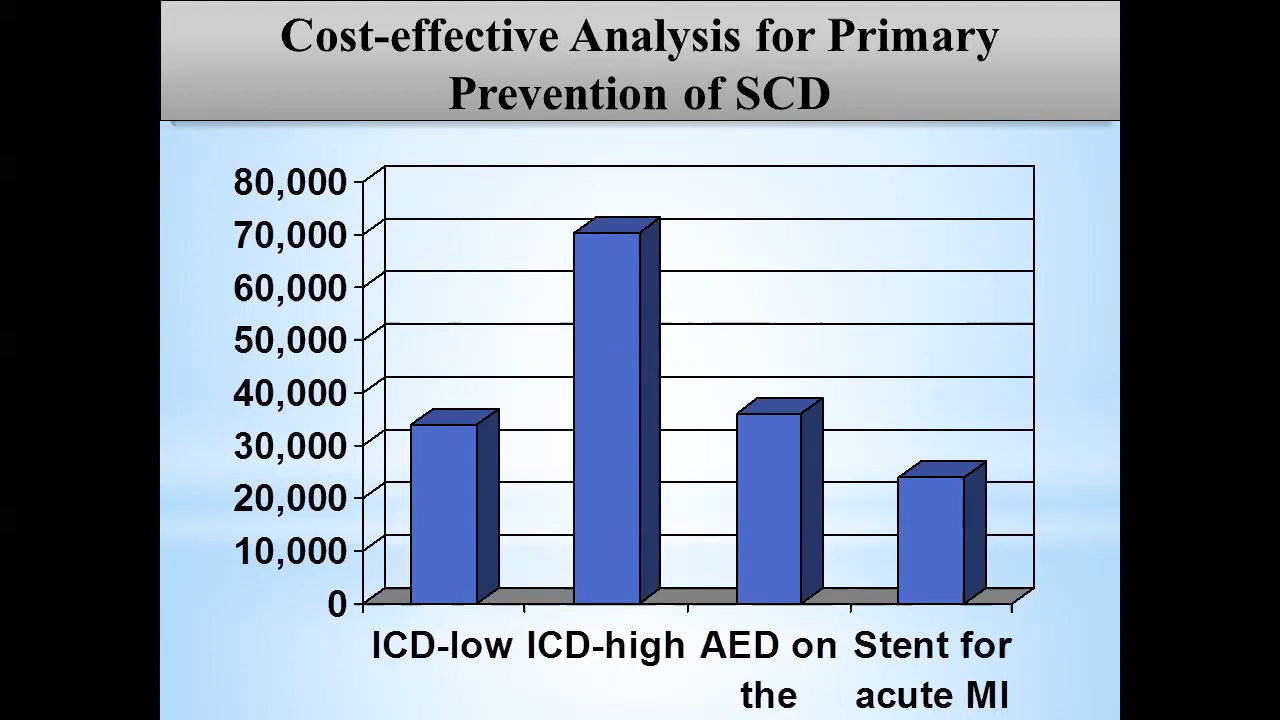 Cost-effective Analysis for Primary
Prevention of SCD
80,000
70,000
60,000
50,000
40,000
30,000
20,000
10,000
0
ICD-low ICD-high AED on Stent for
the acute MI